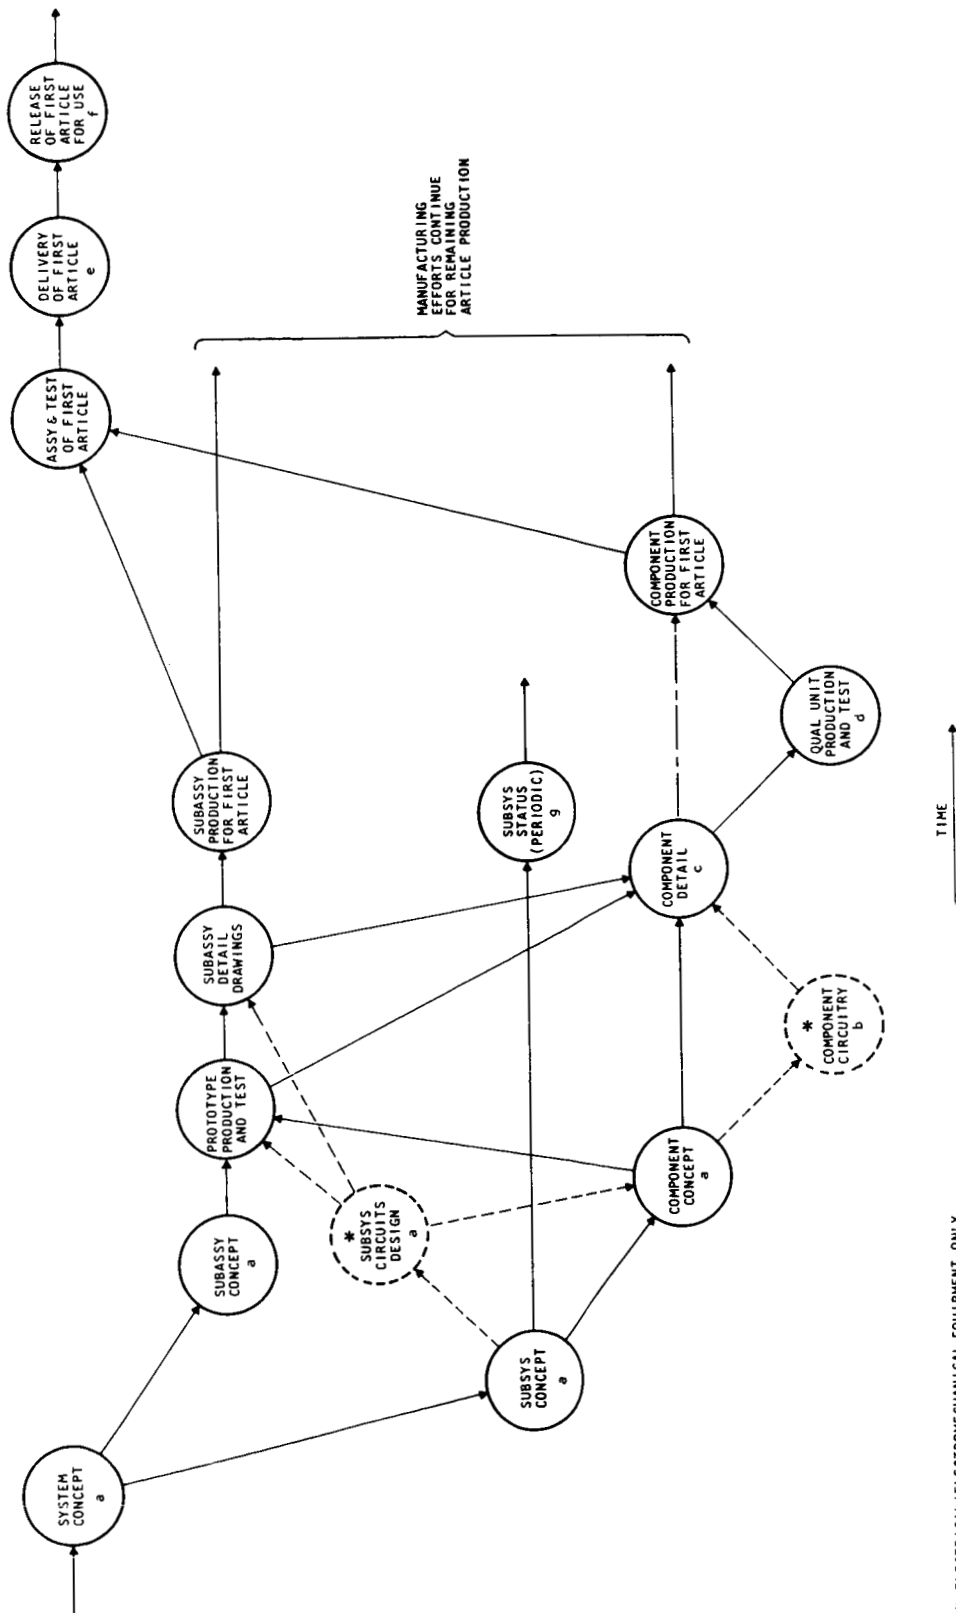 SYSTEM
CONCEPT
a
SUBASSY
CONCEPT
a
PROTOTYPE
PRODUCTION
AND TEST
SUBASSY
DETAIL
DRAWINGS
SUBASSY
PRODUCTION
FOR FIRST
ARTICLE
ASSY & TEST
OF FIRST
ARTICLE
DELIVERY
OF FIRST
ARTICLE
e
RELEASE
OF FIRST
ARTICLE
FOR USE
f
*
SUBSYS
CIRCUITS
DESIGN
a
MANUFACTURING
EFFORTS CONTINUE
FOR REMAINING
ARTICLE PRODUCTION
SUBSYS
CONCEPT
a
SUBSYS
STATUS
(PERIODIC)
g
COMPONENT
CONCEPT
a
COMPONENT
DETAIL
c
COMPONENT
PRODUCTION
FOR FIRST
ARTICLE
*
COMPONENT
CIRCUITRY
b
QUAL UNIT
PRODUCTION
AND TEST
d
TIME
EQUIPMENT ONLY